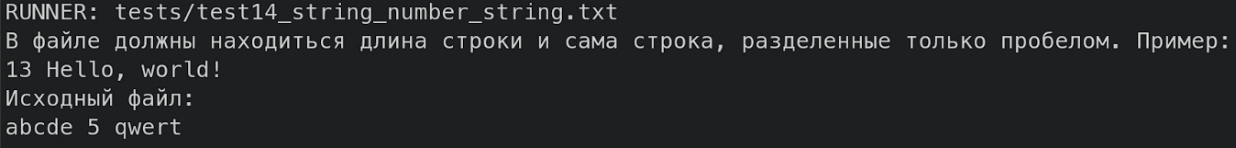 RUNNER: tests/test14_string_number_string.txt
В файле должны находиться длина строки и сама строка, разделенные только пробелом. Пример:
13 Hello, world!
Исходный файл:
abcde 5 qwert